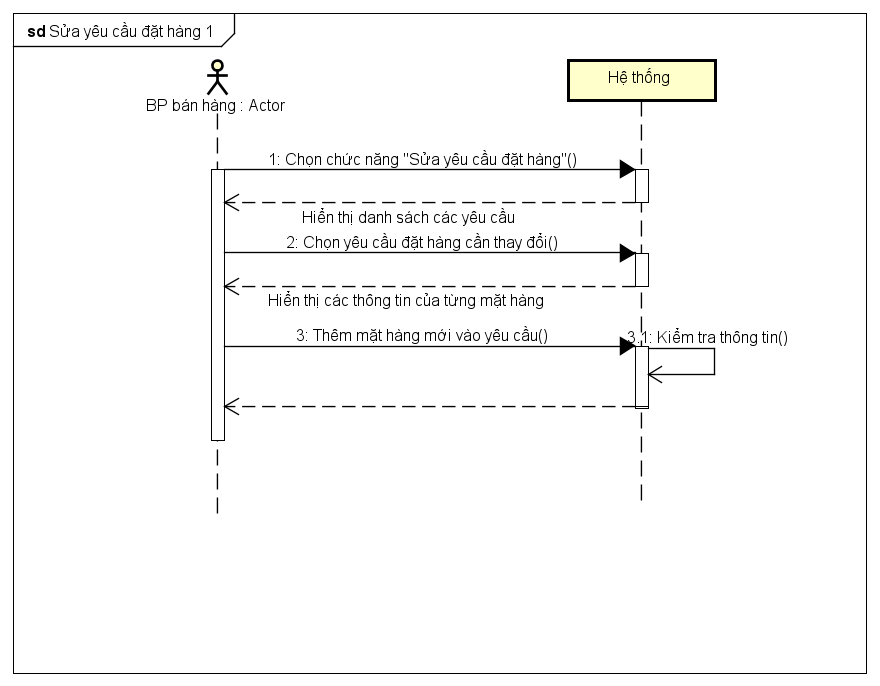 sd Sửa yêu cầu đặt hàng 1
BP bán hàng : Actor
Hệ thống
1: Chọn chức năng "Sửa yêu cầu đặt hàng"()
Hiển thị danh sách các yêu cầu
2: Chọn yêu cầu đặt hàng cần thay đổi()
Hiển thị các thông tin của từng mặt hàng
3: Thêm mặt hàng mới vào yêu cầu()
3.1: Kiểm tra thông tin()